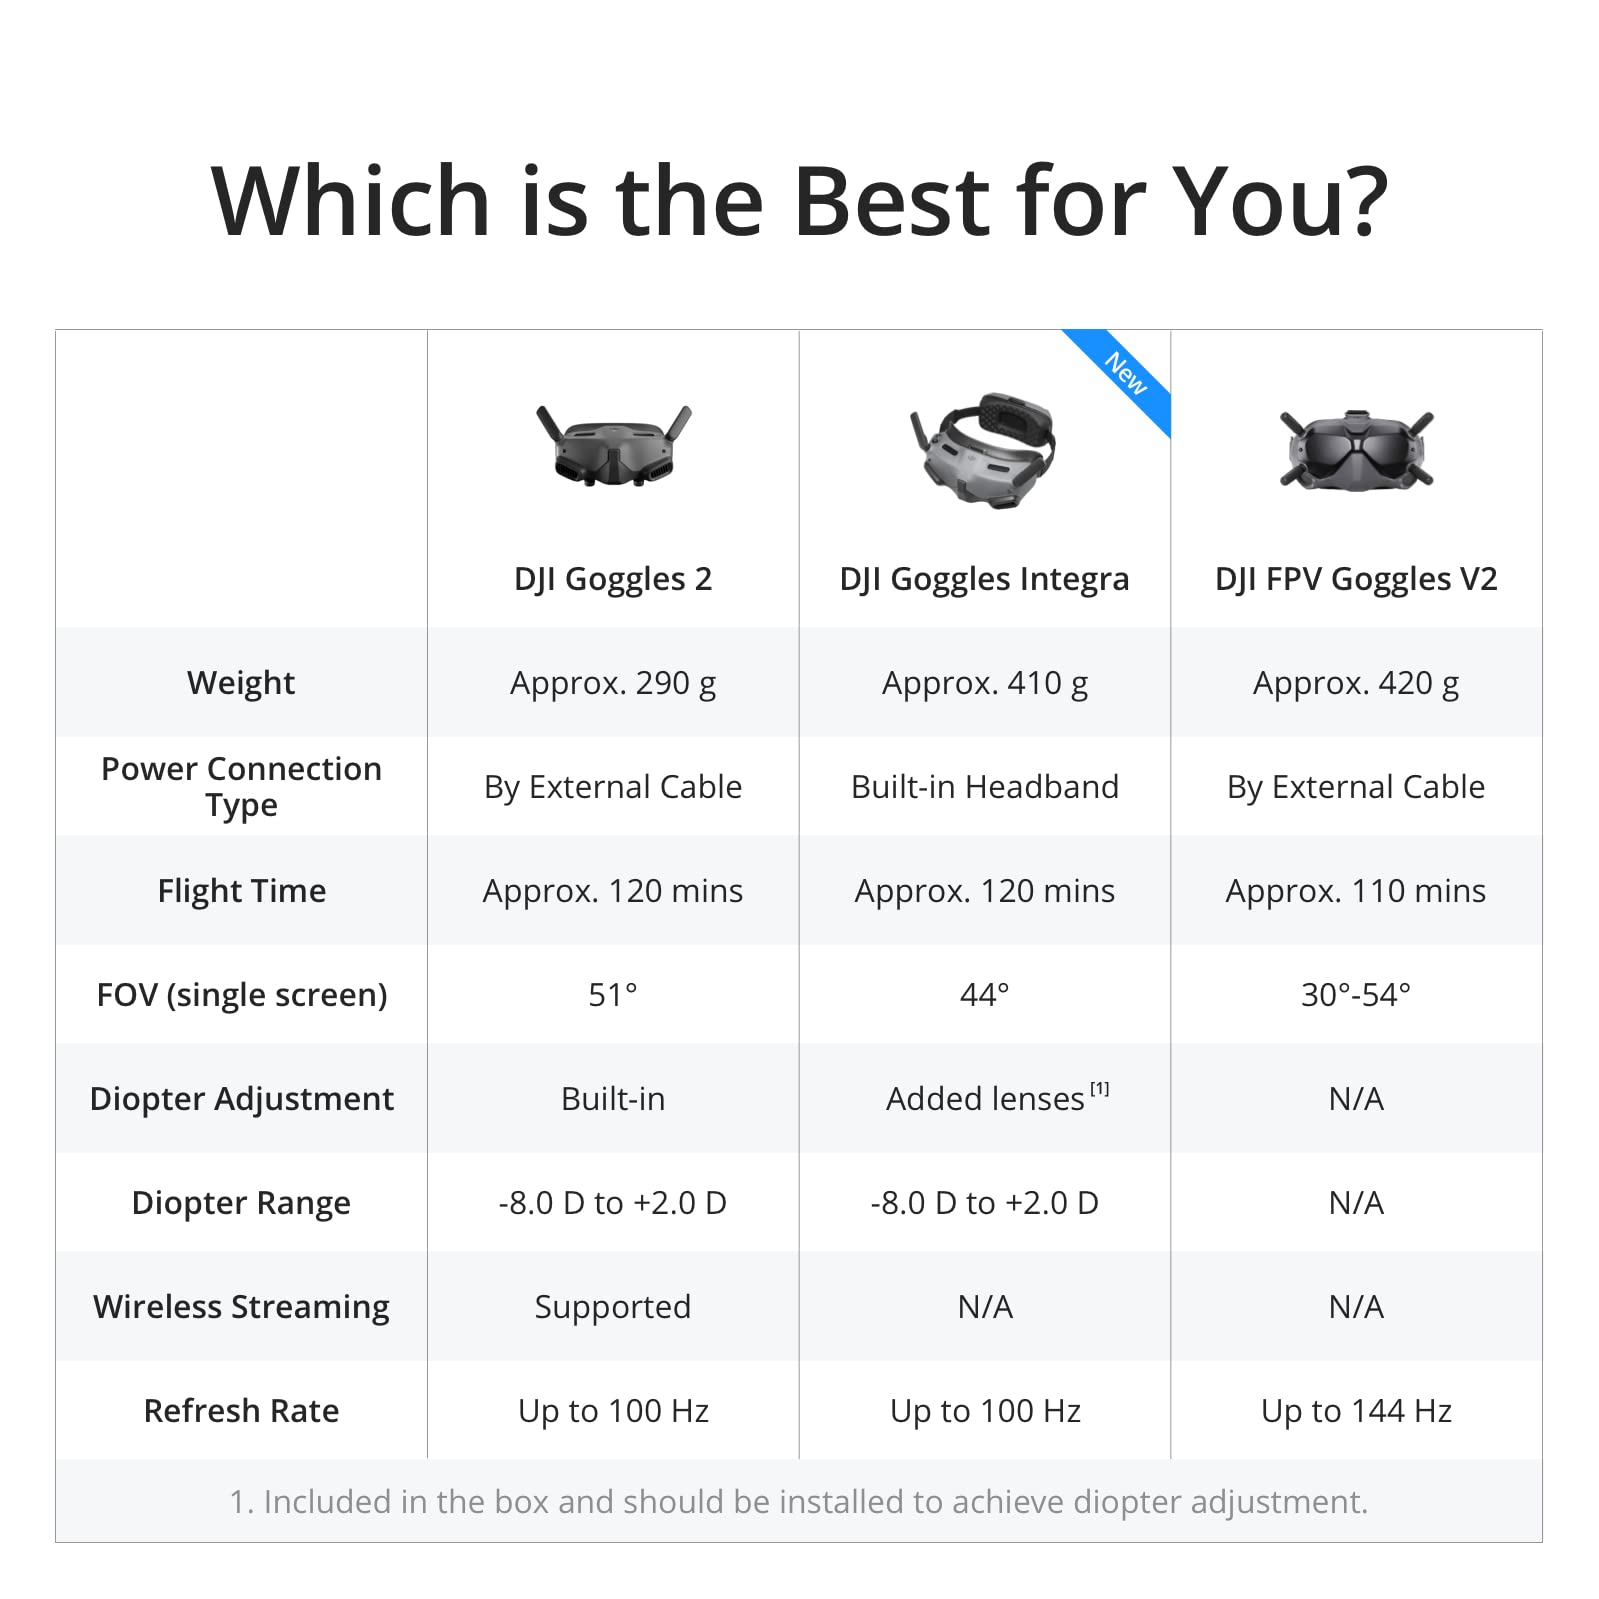 Which is the Best for You?
New
DJI Goggles 2 DJI Goggles Integra DJI FPV Goggles V2
Weight Approx. 290 g Approx. 410 g Approx. 420 g
Power Connection
Type By External Cable Built-in Headband By External Cable
Flight Time Approx. 120 mins Approx. 120 mins Approx. 110 mins
FOV (single screen) 51° 44° 30°-54°
Diopter Adjustment Built-in Added lenses [1] N/A
Diopter Range -8.0 D to +2.0 D -8.0 D to +2.0 D N/A
Wireless Streaming Supported N/A N/A
Refresh Rate Up to 100 Hz Up to 100 Hz Up to 144 Hz
1. Included in the box and should be installed to achieve diopter adjustment.